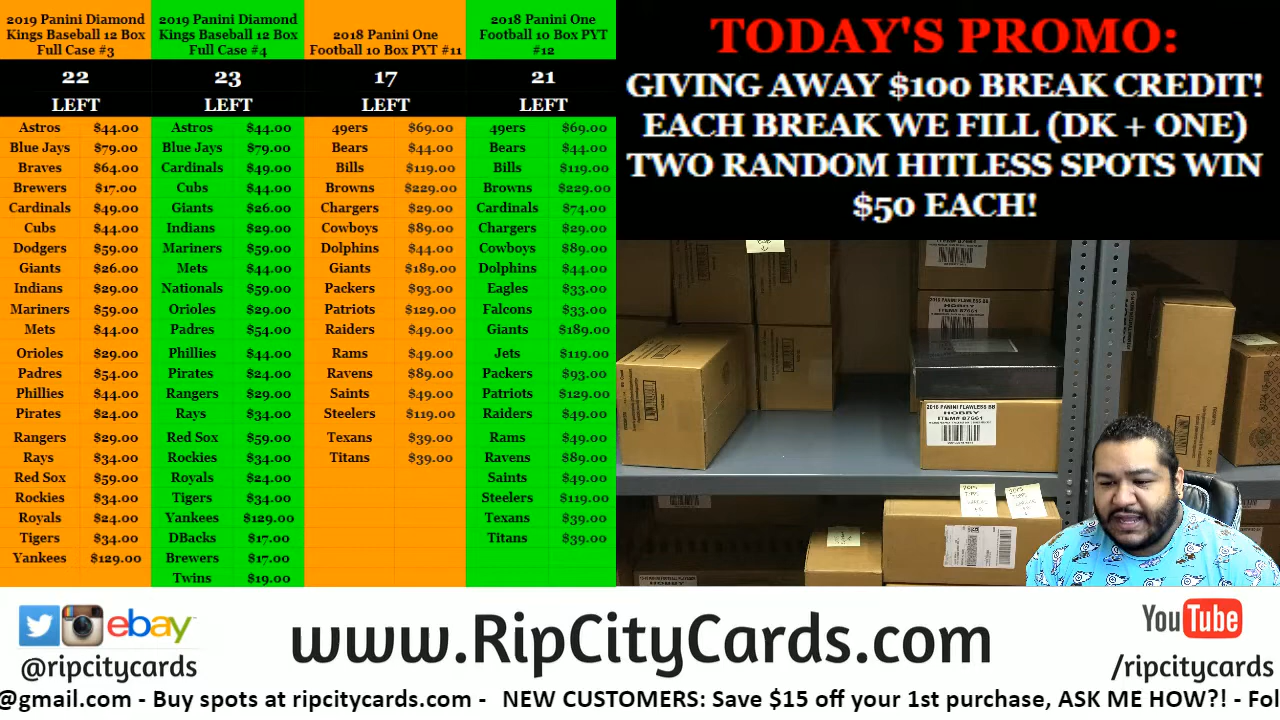 2019 Panini Diamond
Kings Baseball 12 Box
Full Case #3
22
LEFT
Astros $44.00
Blue Jays $79.00
Braves $64.00
Brewers $17.00
Cardinals $49.00
Cubs $44.00
Dodgers $59.00
Giants $26.00
Indians $29.00
Mariners $59.00
Mets $44.00
Orioles $29.00
Padres $54.00
Phillies $44.00
Pirates $24.00
Rangers $29.00
Rays $34.00
Red Sox $59.00
Rockies $34.00
Royals $24.00
Tigers $34.00
Yankees $129.00
2019 Panini Diamond
Kings Baseball 12 Box
Full Case #4
23
LEFT
Astros $44.00
Blue Jays $79.00
Cardinals $49.00
Cubs $44.00
Giants $26.00
Indians $29.00
Mariners $59.00
Mets $44.00
Nationals $59.00
Orioles $29.00
Padres $54.00
Phillies $44.00
Pirates $24.00
Rangers $29.00
Rays $34.00
Red Sox $59.00
Rockies $34.00
Royals $24.00
Tigers $34.00
Yankees $129.00
DBacks $17.00
Brewers $17.00
Twins $19.00
2018 Panini One
Football 10 Box PYT #11
17
LEFT
49ers $69.00
Bears $44.00
Bills $119.00
Browns $229.00
Chargers $29.00
Cowboys $89.00
Dolphins $44.00
Giants $189.00
Packers $93.00
Patriots $129.00
Raiders $49.00
Rams $49.00
Ravens $89.00
Saints $49.00
Steelers $119.00
Texans $39.00
Titans $39.00
2018 Panini One
Football 10 Box PYT
#12
21
LEFT
49ers $69.00
Bears $44.00
Bills $119.00
Browns $229.00
Cardinals $74.00
Chargers $29.00
Cowboys $89.00
Dolphins $44.00
Eagles $33.00
Falcons $33.00
Giants $189.00
Jets $119.00
Packers $93.00
Patriots $129.00
Raiders $49.00
Rams $49.00
Ravens $89.00
Saints $49.00
Steelers $119.00
Texans $39.00
Titans $39.00
TODAY'S PROMO:
GIVING AWAY $100 BREAK CREDIT!
EACH BREAK WE FILL (DK + ONE)
TWO RANDOM HITLESS SPOTS WIN
$50 EACH!
2018 PANINI FLAWLESS BB
HOBBY
ITEM# 87661
2018 PANINI FLAWLESS BB
HOBBY
ITEM# 87661
ebay
@ripcitycards
www.RipCityCards.com
YouTube
/ripcitycards
@gmail.com - Buy spots at ripcitycards.com - NEW CUSTOMERS: Save $15 off your 1st purchase, ASK ME HOW?! - Fol